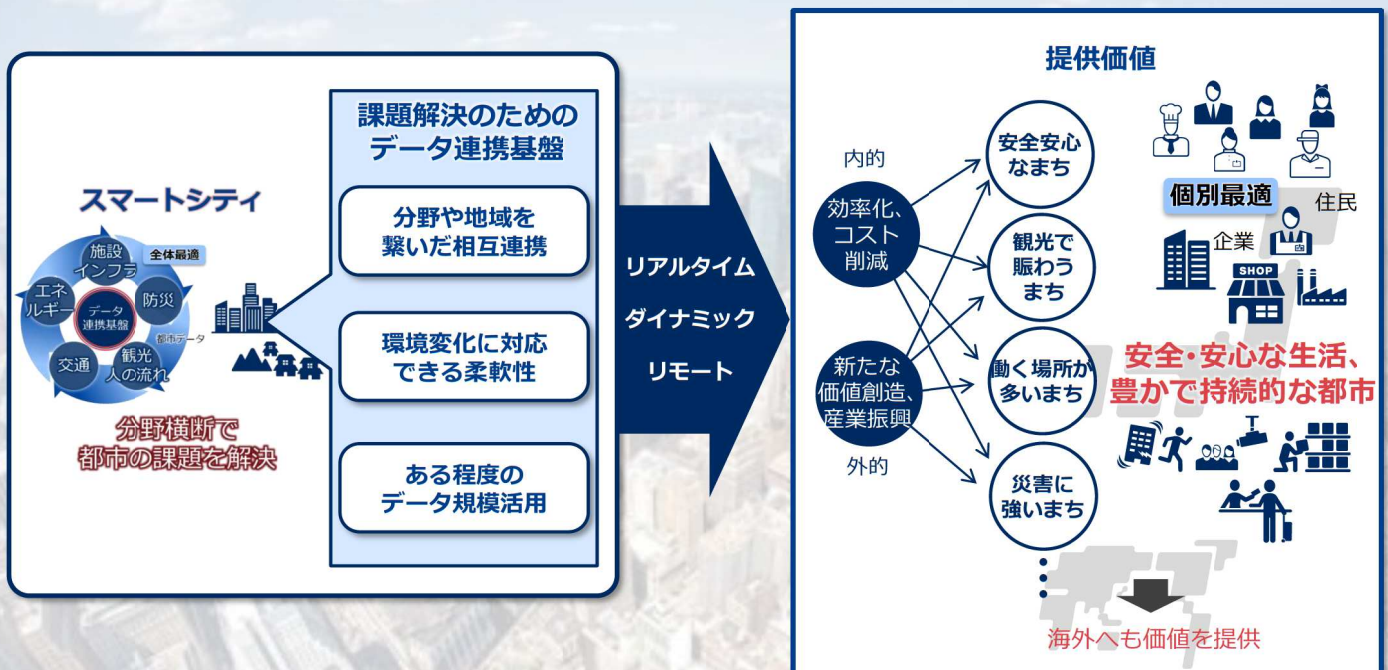 スマートシティ
施設
インフラ
全体最適
エネ
ルギー
データ
連携基盤
防災
都市データ
交通
観光
人の流れ
分野横断で
都市の課題を解決
課題解決のための
データ連携基盤
分野や地域を
繋いだ相互連携
環境変化に対応
できる柔軟性
ある程度の
データ規模活用
リアルタイム
ダイナミック
リモート
提供価値
内的
効率化、
コスト
削減
新たな
価値創造、
産業振興
外的
安全安心
なまち
観光で
賑わう
まち
働く場所が
多いまち
災害に
強いまち
個別最適
住民
企業
SHOP
安全・安心な生活、
豊かで持続的な都市
海外へも価値を提供